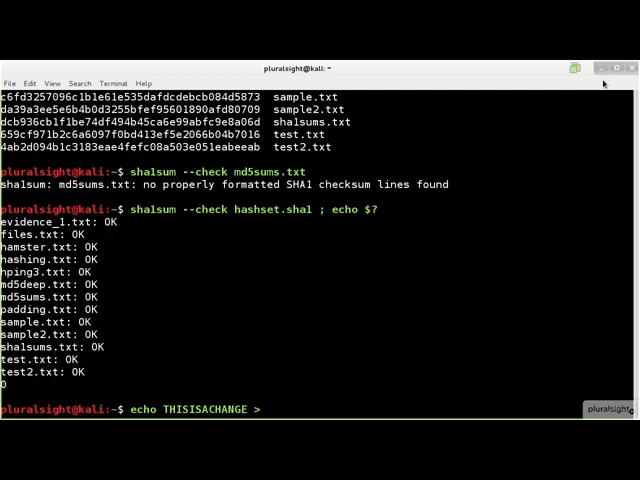 pluralsight@kali: ~
File Edit View Search Terminal Help
c6fd3257096c1b1e61e535dafdcdebcb084d5873 sample.txt
da39a3ee5e6b4b0d3255bfef95601890afd80709 sample2.txt
dcb936cb1f1be74df494b45ca6e99abfc9e8a06d sha1sums.txt
659cf971b2c6a6097f0bd413ef5e2066b04b7016 test.txt
4ab2d094b1c3183eae4fefc08a503e051eabeeab test2.txt
pluralsight@kali:~$ sha1sum --check md5sums.txt
sha1sum: md5sums.txt: no properly formatted SHA1 checksum lines found
pluralsight@kali:~$ sha1sum --check hashset.sha1 ; echo $?
evidence_1.txt: OK
files.txt: OK
hamster.txt: OK
hashing.txt: OK
hping3.txt: OK
md5deep.txt: OK
md5sums.txt: OK
padding.txt: OK
sample.txt: OK
sample2.txt: OK
sha1sums.txt: OK
test.txt: OK
test2.txt: OK
0
pluralsight@kali:~$ echo THISISACHANGE >
pluralsight